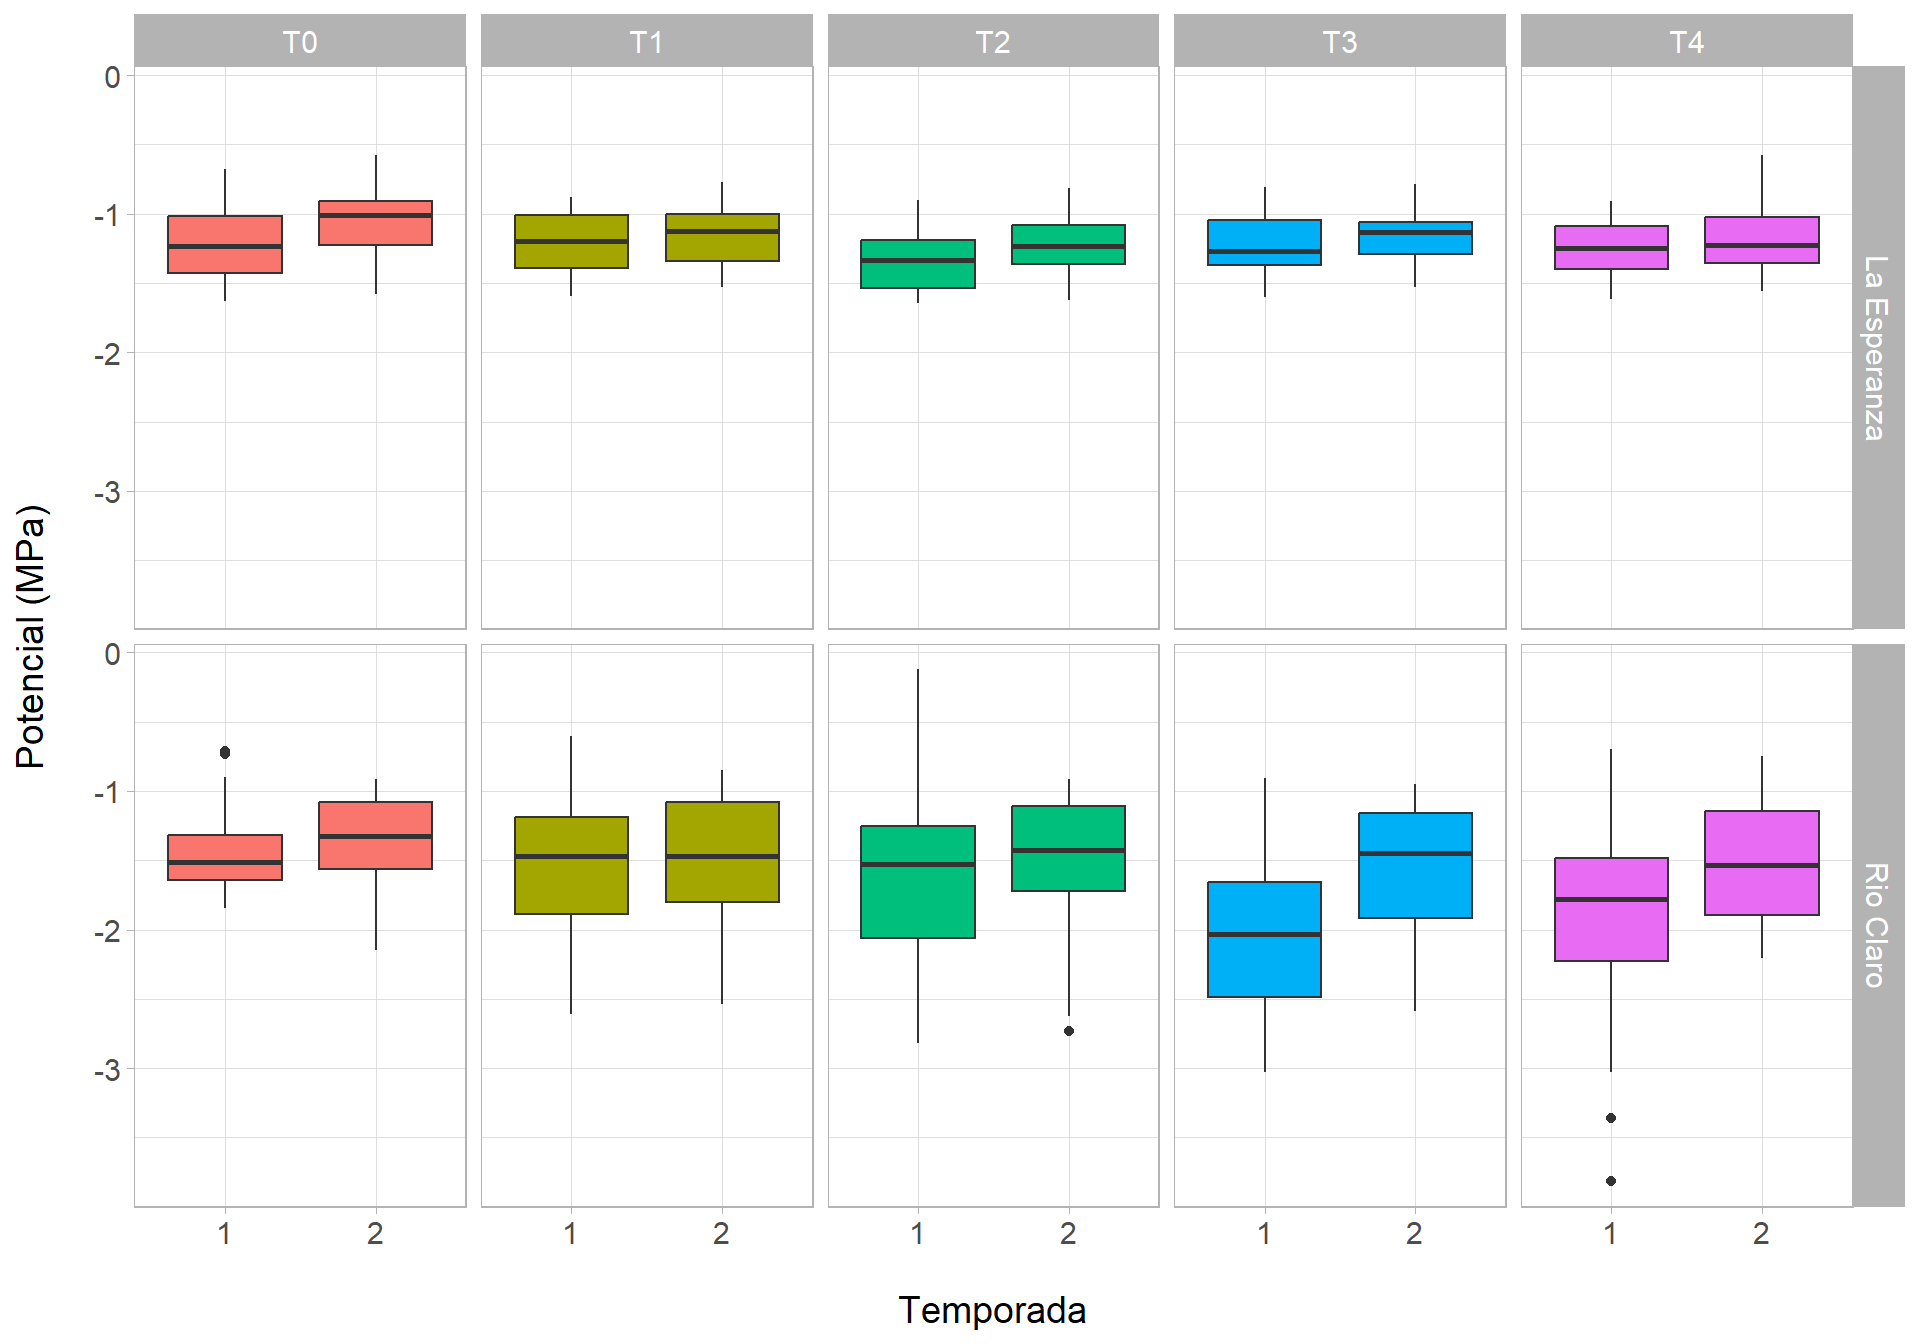 T0 T1 T2 T3 T4
0
-1
-2
-3
La Esperanza
Potencial (MPa)
0
-1
-2
-3
Rio Claro
1 2 1 2 1 2 1 2 1 2
Temporada